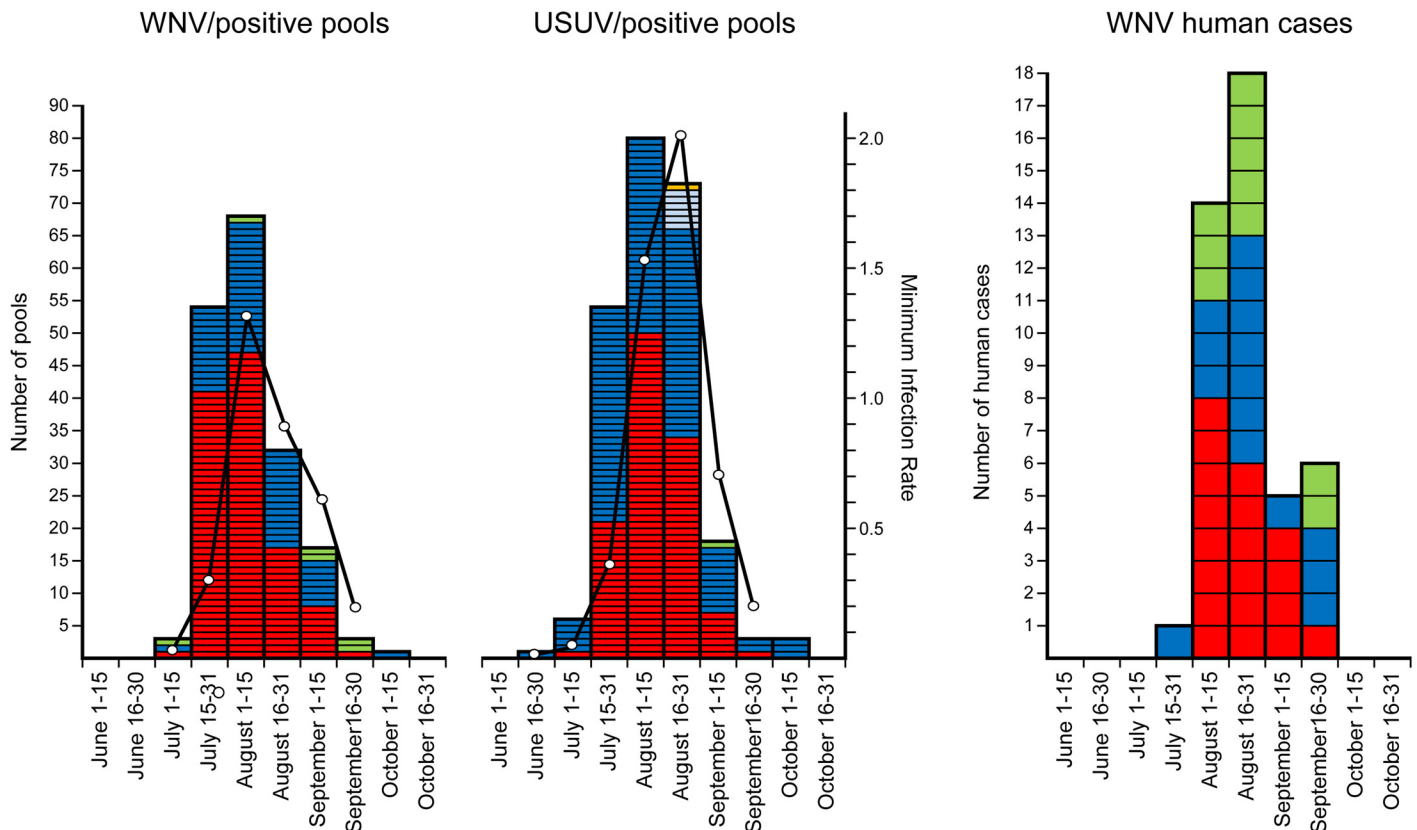 WNV/positive pools
USUV/positive pools
WNV human cases
Number of pools
90
80
75
70
65
60
55
50
45
40
35
30
25
20
15
10
5
June 1-15
June 16-30
July 1-15
July 15-31
August 1-15
August 16-31
September 1-15
September16-30
October 1-15
October 16-31
2.0
1.5
1.0
0.5
Minimum Infection Rate
June 1-15
June 16-30
July 1-15
July 15-31
August 1-15
August 16-31
September 1-15
September16-30
October 1-15
October 16-31
Number of human cases
18
17
16
15
14
13
12
11
10
9
8
7
6
5
4
3
2
1
June 1-15
June 16-30
July 1-15
July 15-31
August 1-15
August 16-31
September 1-15
September16-30
October 1-15
October 16-31